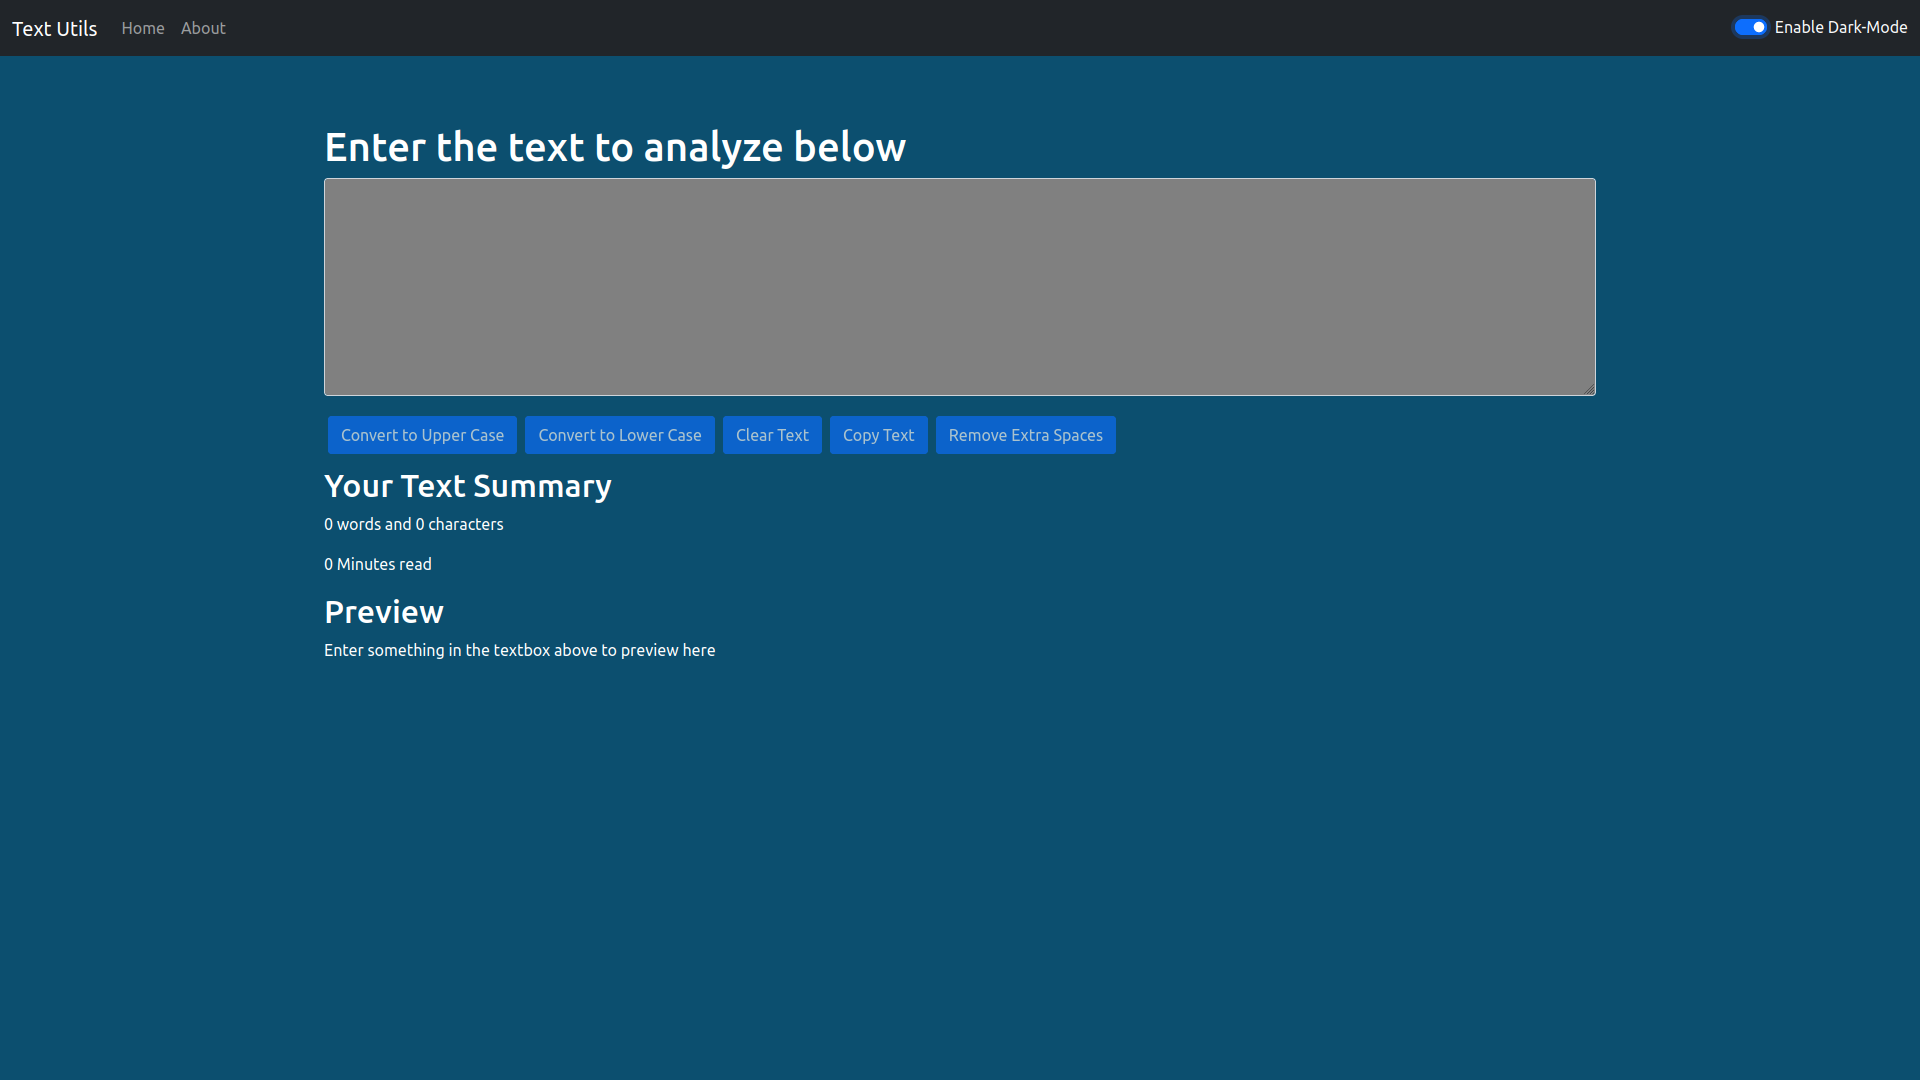 Text Utils Home About Enable Dark-Mode
Enter the text to analyze below
Convert to Upper Case Convert to Lower Case Clear Text Copy Text Remove Extra Spaces
Your Text Summary
0 words and 0 characters
0 Minutes read
Preview
Enter something in the textbox above to preview here